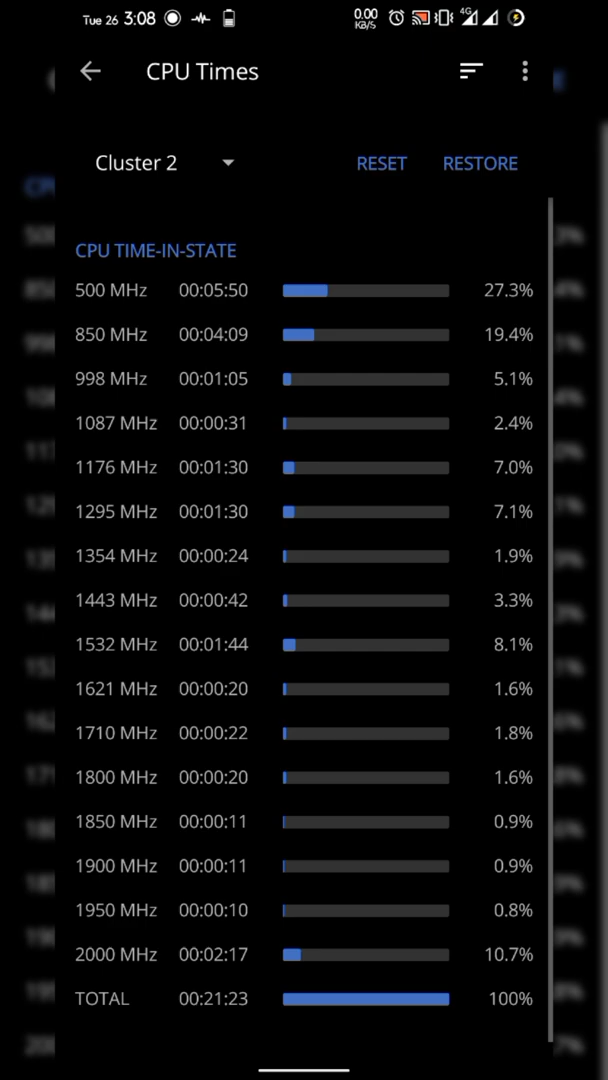 Tue 26 3:08 0.00 KB/S 4G
CPU Times
Cluster 2 RESET RESTORE
CPU TIME-IN-STATE
500 MHz 00:05:50 27.3%
850 MHz 00:04:09 19.4%
998 MHz 00:01:05 5.1%
1087 MHz 00:00:31 2.4%
1176 MHz 00:01:30 7.0%
1295 MHz 00:01:30 7.1%
1354 MHz 00:00:24 1.9%
1443 MHz 00:00:42 3.3%
1532 MHz 00:01:44 8.1%
1621 MHz 00:00:20 1.6%
1710 MHz 00:00:22 1.8%
1800 MHz 00:00:20 1.6%
1850 MHz 00:00:11 0.9%
1900 MHz 00:00:11 0.9%
1950 MHz 00:00:10 0.8%
2000 MHz 00:02:17 10.7%
TOTAL 00:21:23 100%